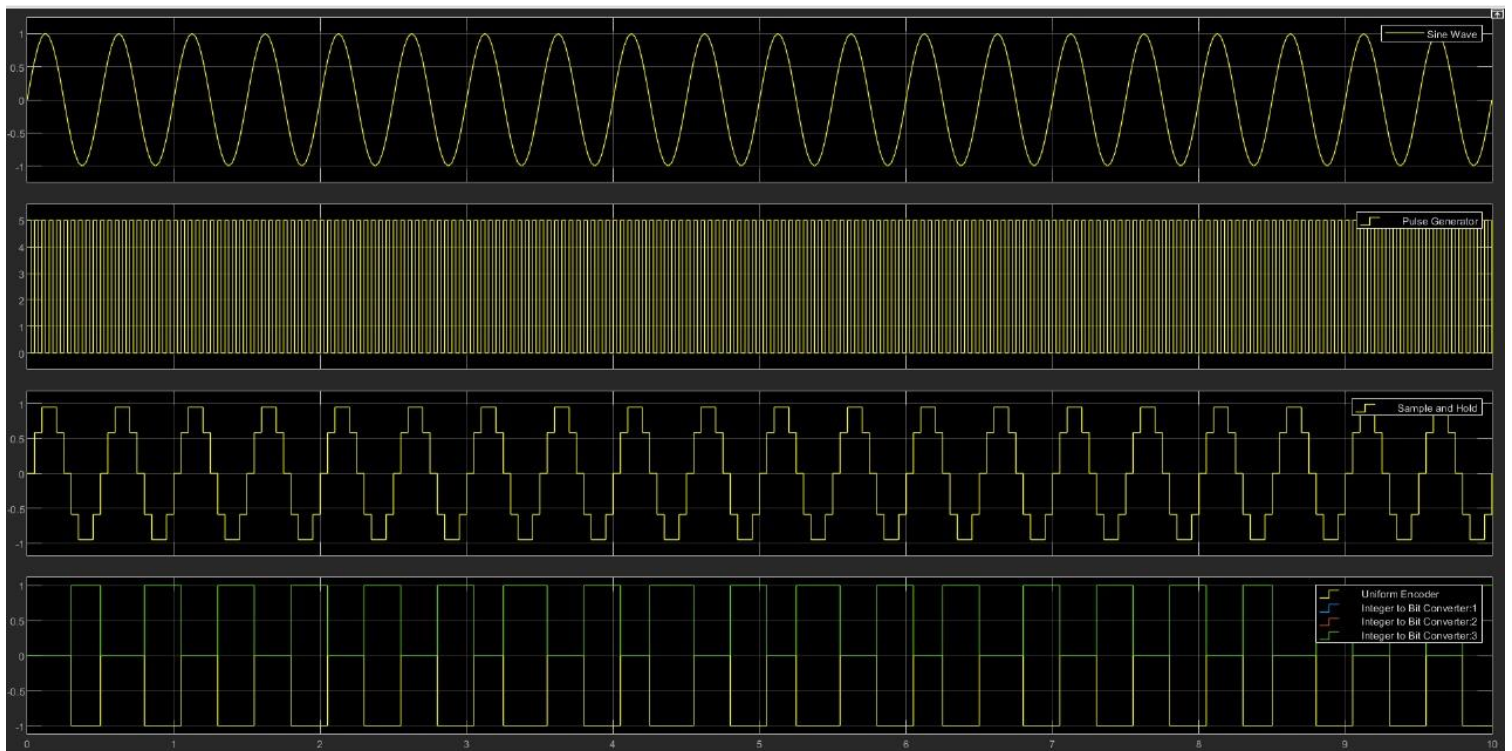 Sine Wave
1
0.5
0
-0.5
-1
Pulse Generator
5
4
3
2
1
0
Sample and Hold
1
0.5
0
-0.5
-1
Uniform Encoder
Integer to Bit Converter:1
Integer to Bit Converter:2
Integer to Bit Converter:3
1
0.5
0
-0.5
-1
0 1 2 3 4 5 6 7 8 9 10